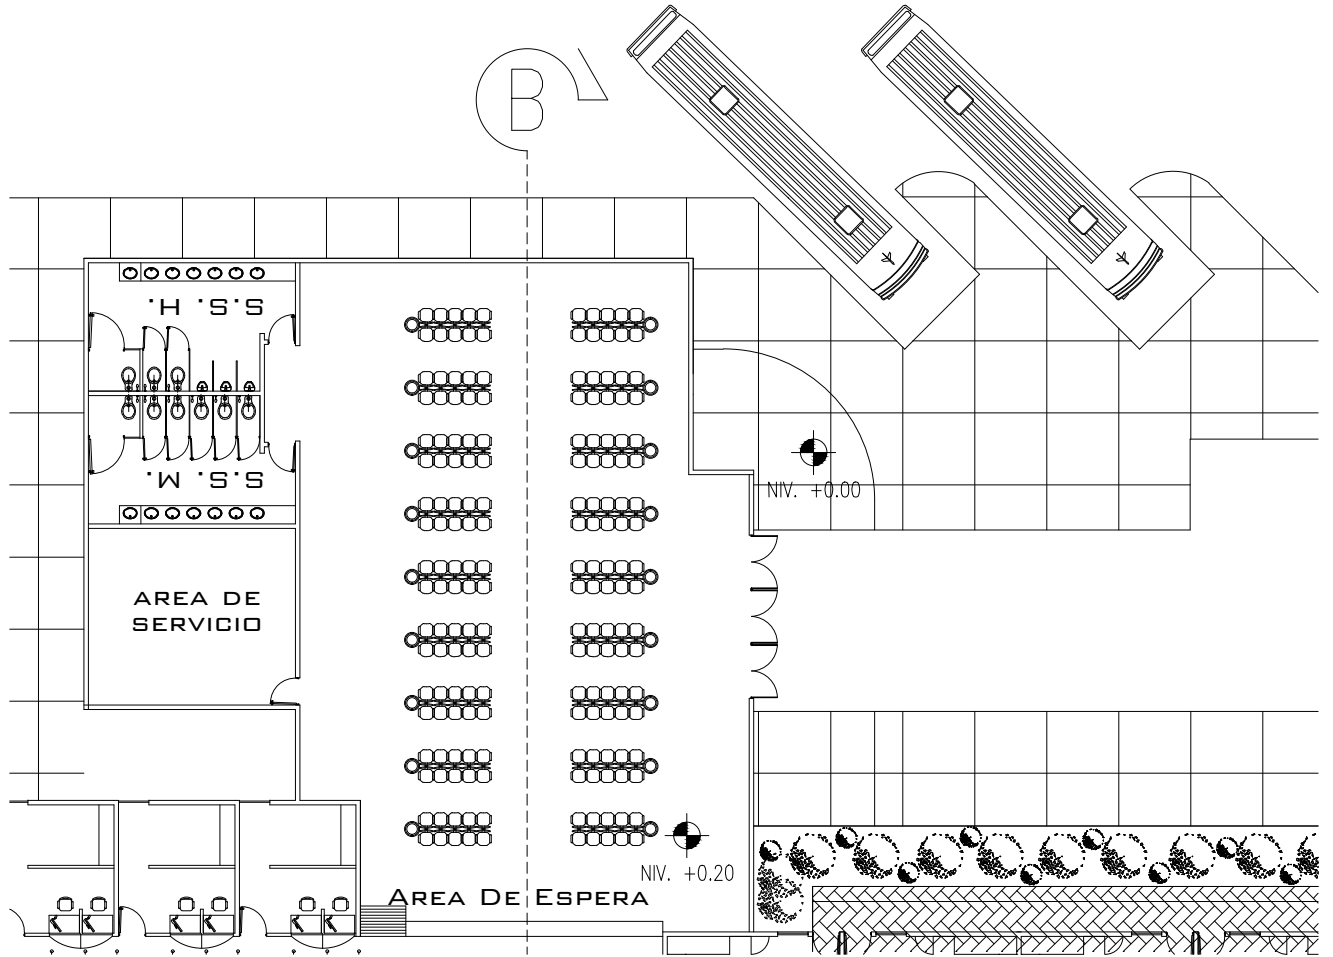 B
S.S. H.
S.S. M.
NIV. +0.00
AREA DE
SERVICIO
NIV. +0.20
AREA DE ESPERA